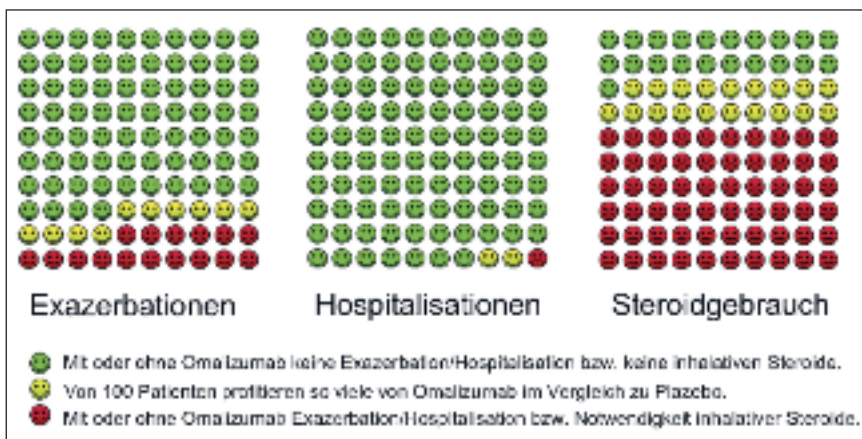 Exazerbationen Hospitalisationen Steroidgebrauch
Mit oder ohne Omalizumab keine Exazerbation/Hospitalisation bzw. keine inhalativen Steroide.
Von 100 Patienten profitieren so viele von Omalizumab im Vergleich zu Plazebo.
Mit oder ohne Omalizumab Exazerbation/Hospitalisation bzw. Notwendigkeit inhalativer Steroide.